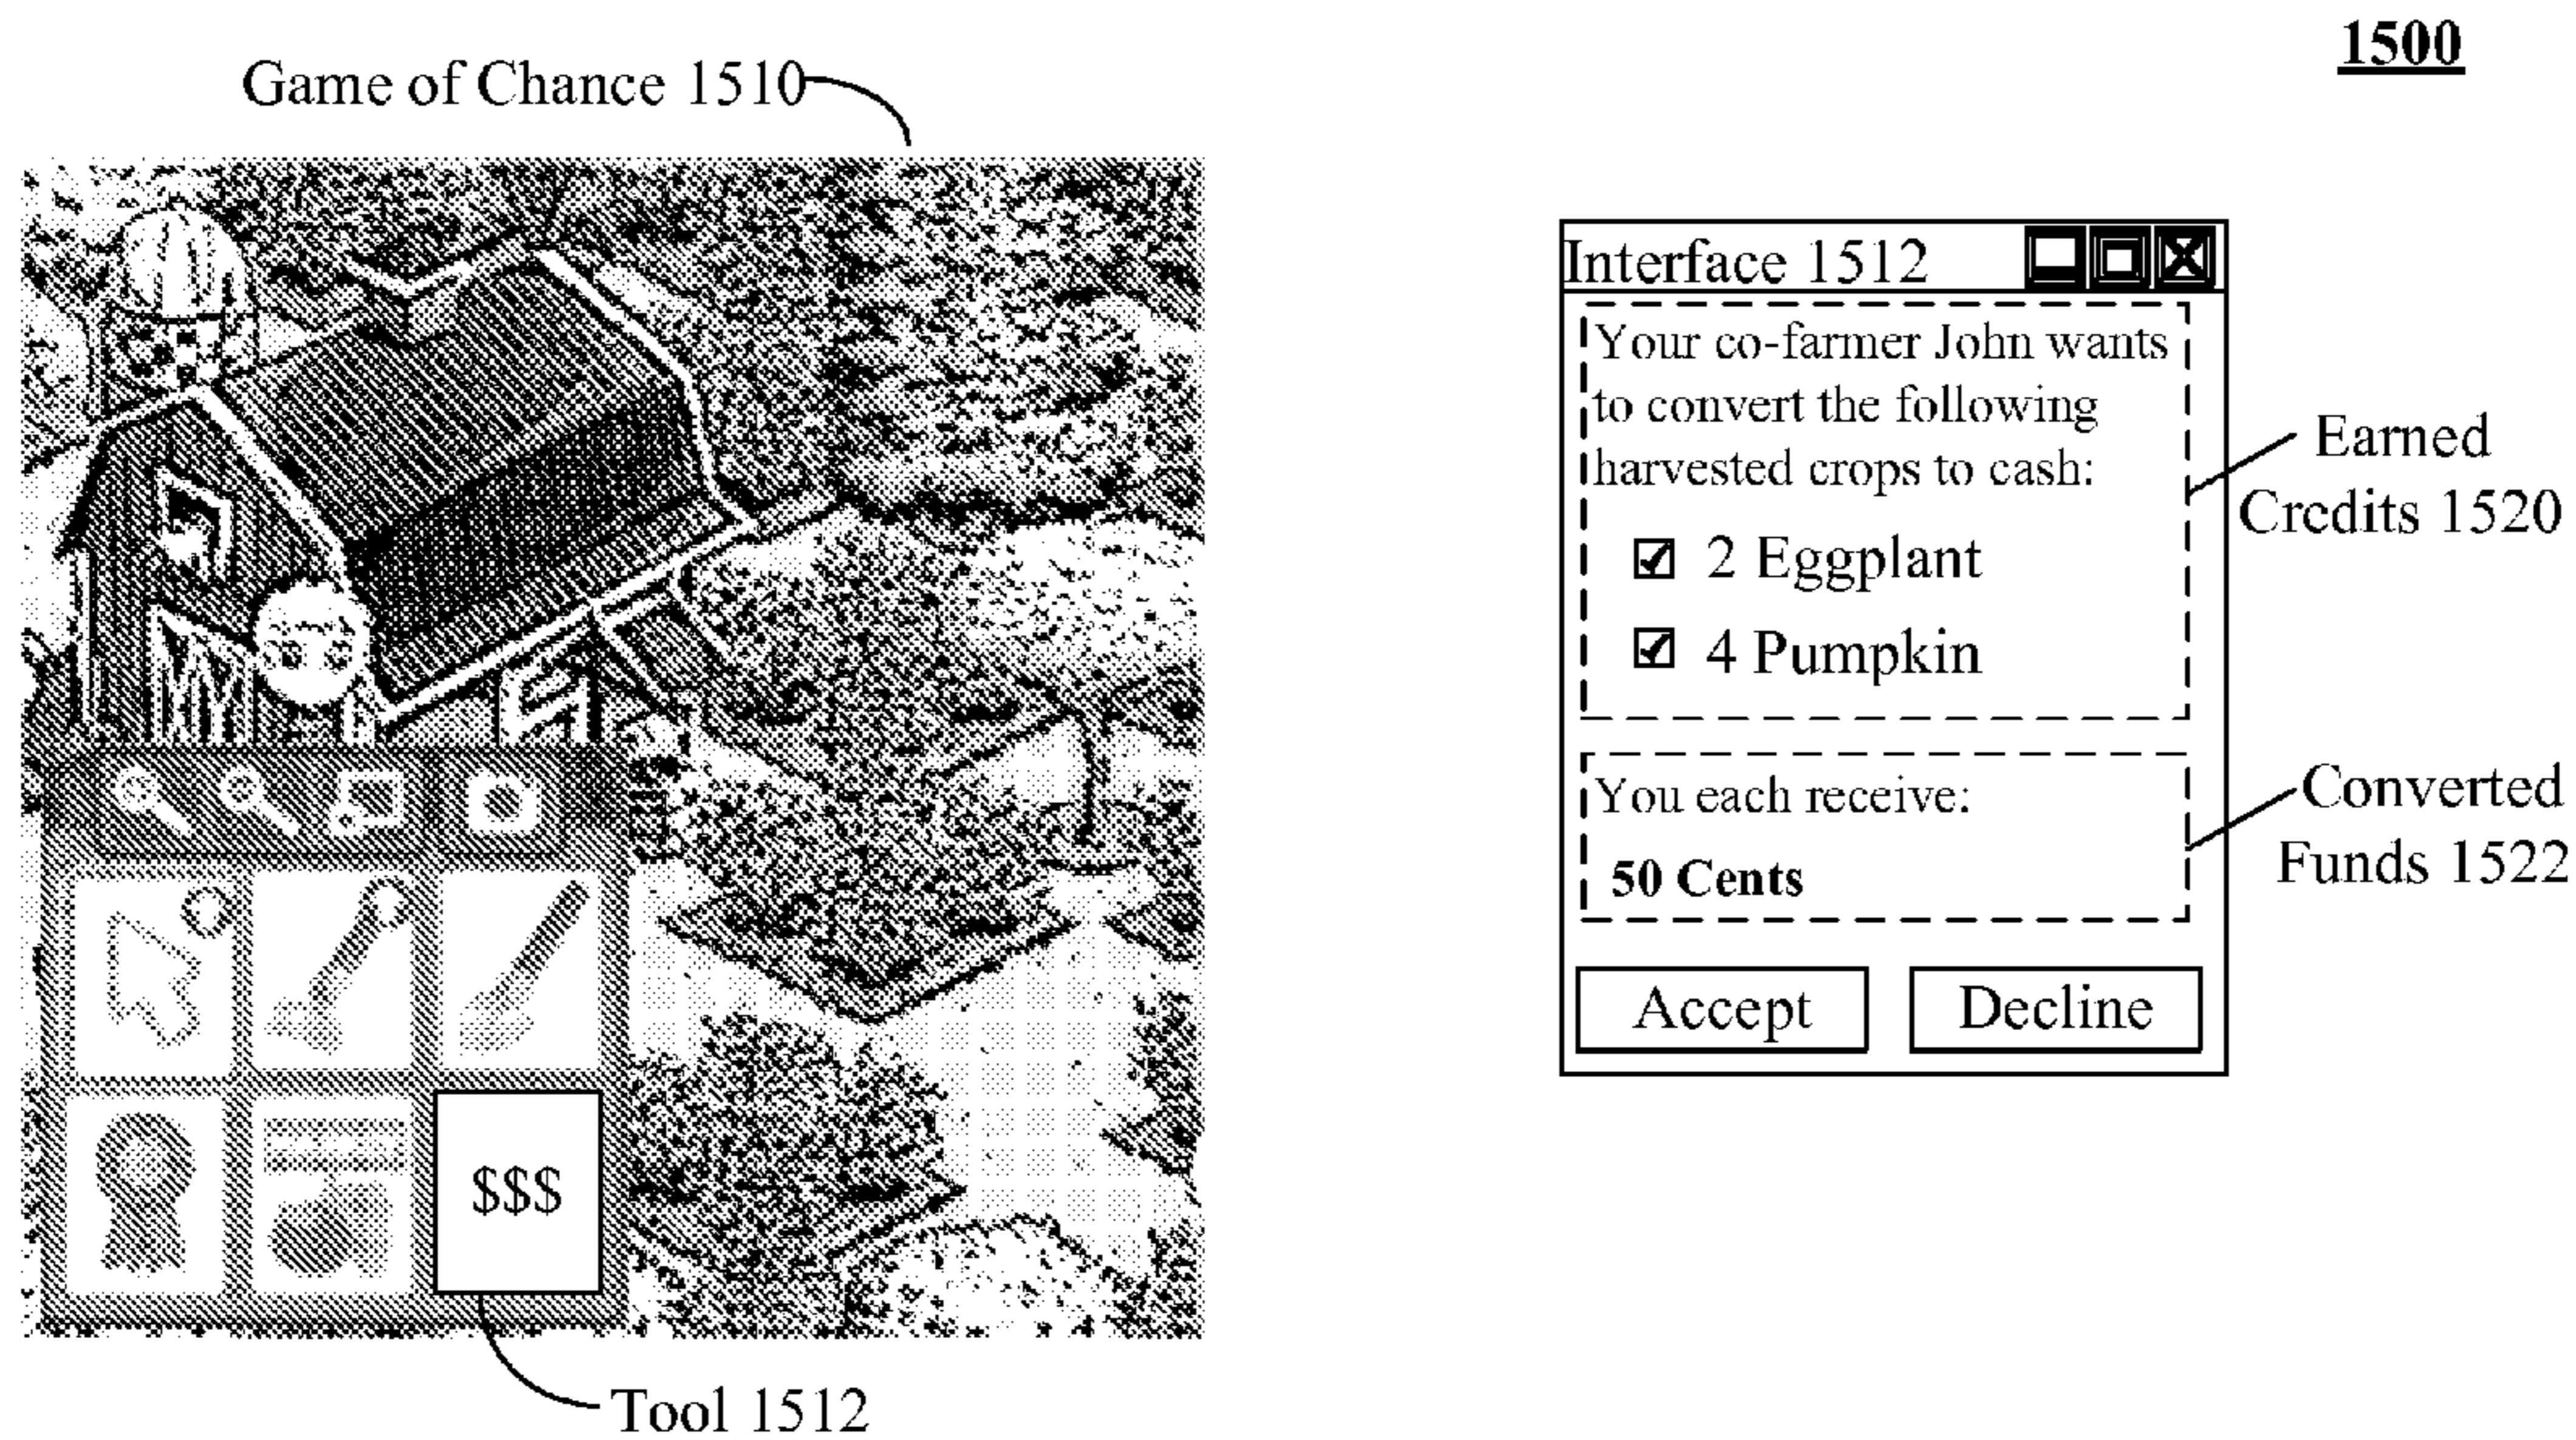 1500
Game of Chance 1510
Interface 1512
Your co-farmer John wants
to convert the following
harvested crops to cash:
2 Eggplant
4 Pumpkin
Earned
Credits 1520
You each receive:
50 Cents
Converted
Funds 1522
Accept
Decline
$$$
Tool 1512